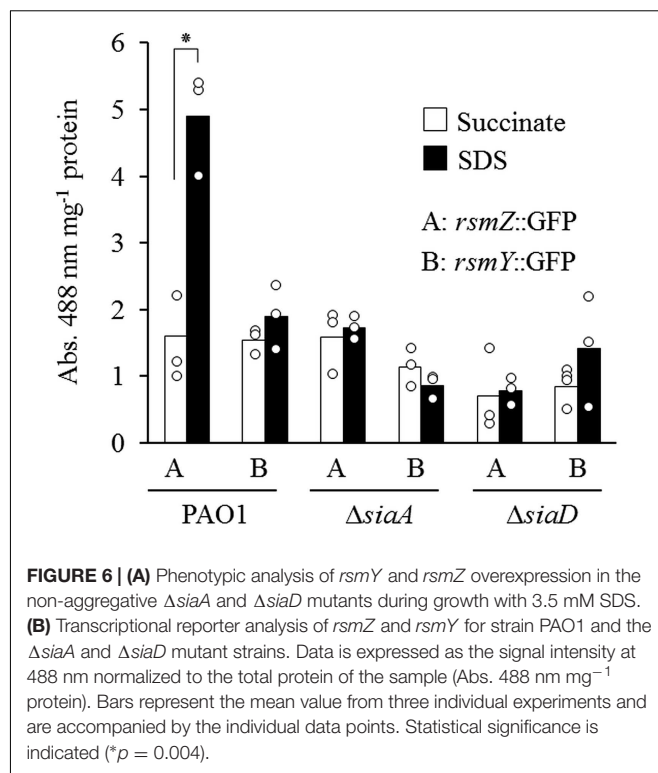 *
6
5
4
3
2
1
0
Abs. 488 nm mg⁻¹ protein
Succinate
SDS
A: rsmZ::GFP
B: rsmY::GFP
A B A B A B
PAO1 ΔsiaA ΔsiaD
FIGURE 6 | (A) Phenotypic analysis of rsmY and rsmZ overexpression in the
non-aggregative ΔsiaA and ΔsiaD mutants during growth with 3.5 mM SDS.
(B) Transcriptional reporter analysis of rsmZ and rsmY for strain PAO1 and the
ΔsiaA and ΔsiaD mutant strains. Data is expressed as the signal intensity at
488 nm normalized to the total protein of the sample (Abs. 488 nm mg⁻¹
protein). Bars represent the mean value from three individual experiments and
are accompanied by the individual data points. Statistical significance is
indicated (*p = 0.004).